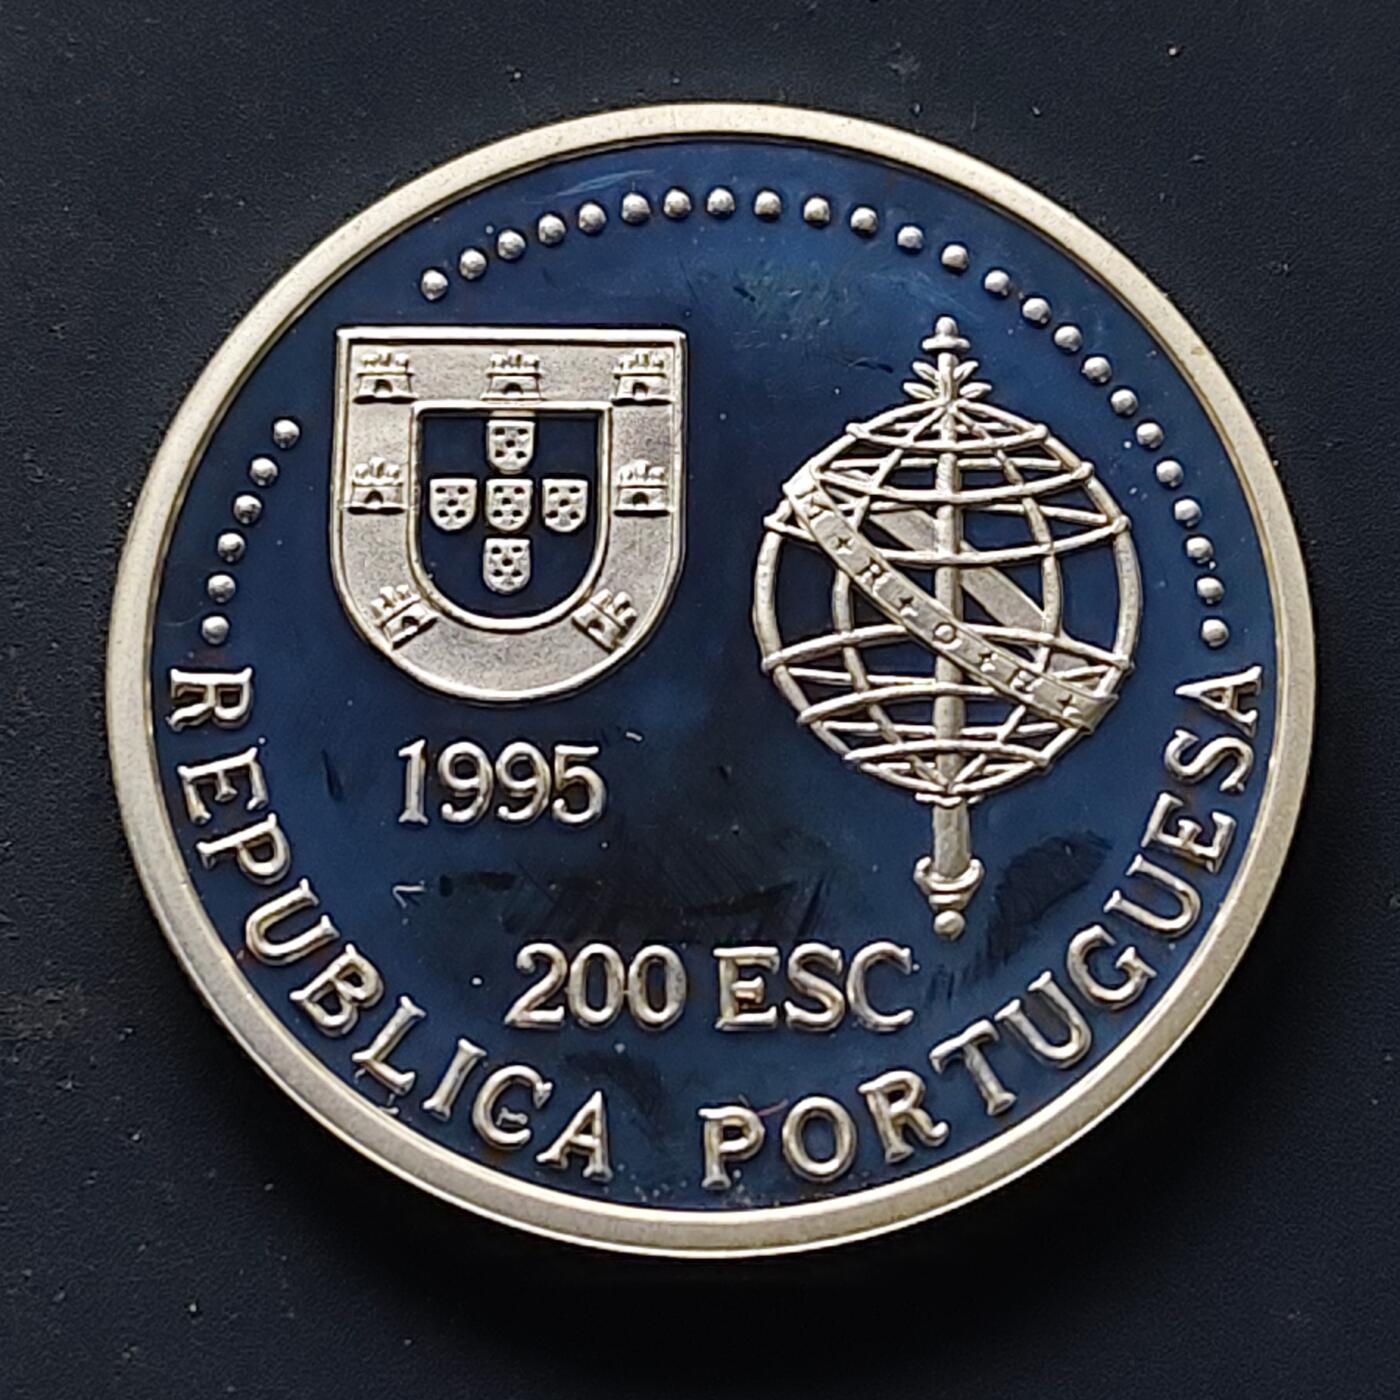 1995
200 ESC
REPUBLICA PORTUGUESA